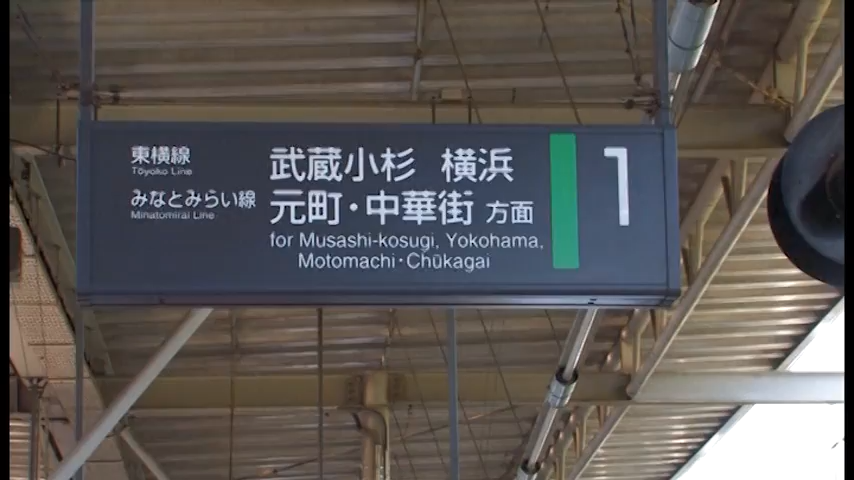 東横線
Tōyoko Line
みなとみらい線
Minatomirai Line
武蔵小杉 横浜
元町・中華街 方面
for Musashi-kosugi, Yokohama,
Motomachi・Chūkagai
1